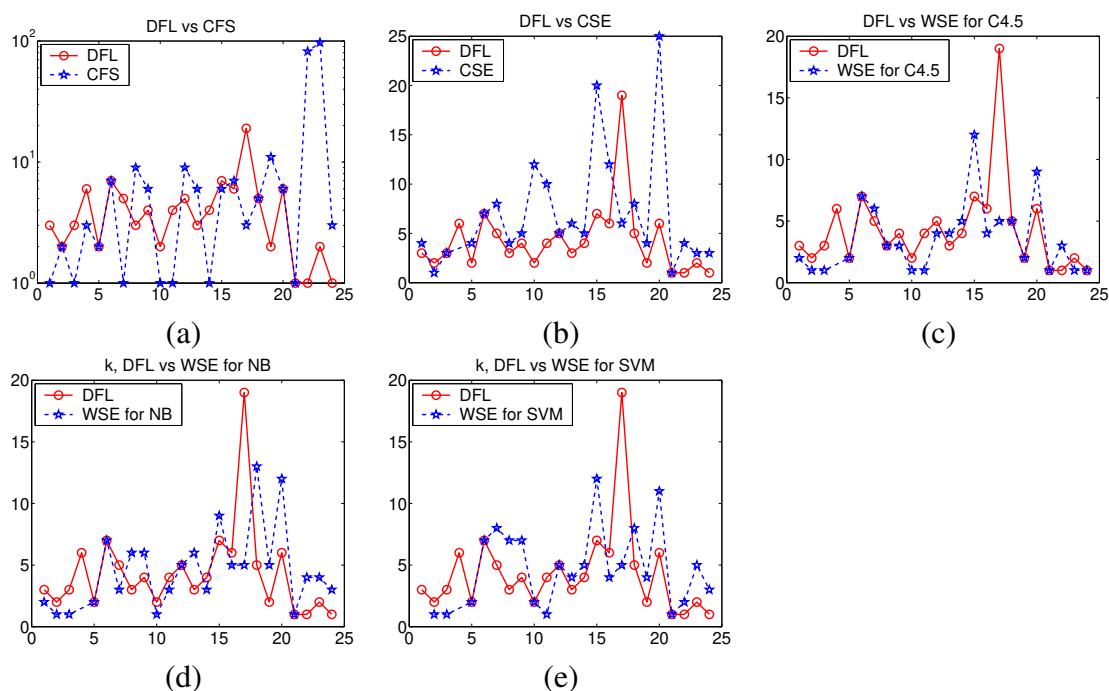 DFL vs CFS
DFL
CFS
10^2
10^1
10^0
0 5 10 15 20 25
(a)
DFL vs CSE
DFL
CSE
25
20
15
10
5
0
0 5 10 15 20 25
(b)
DFL vs WSE for C4.5
DFL
WSE for C4.5
20
15
10
5
0
0 5 10 15 20 25
(c)
k, DFL vs WSE for NB
DFL
WSE for NB
20
15
10
5
0
0 5 10 15 20 25
(d)
k, DFL vs WSE for SVM
DFL
WSE for SVM
20
15
10
5
0
0 5 10 15 20 25
(e)